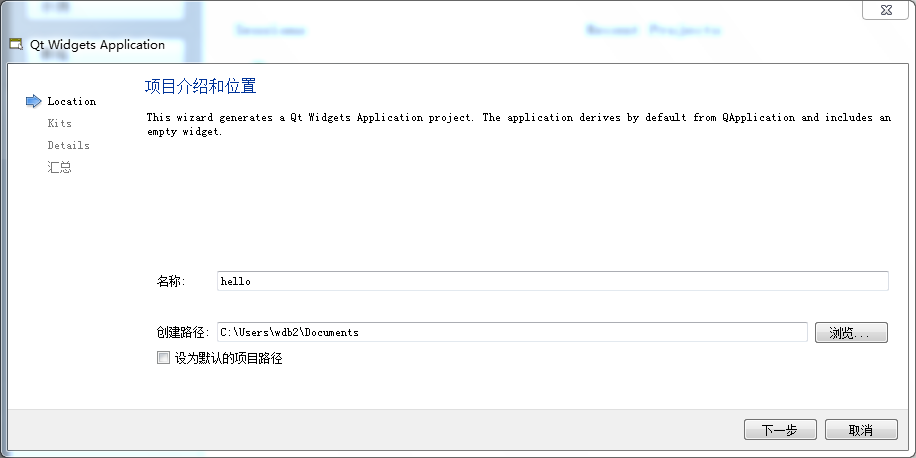 Sessions
Recent Projects
Qt Widgets Application
Location
Kits
Details
汇总
项目介绍和位置
This wizard generates a Qt Widgets Application project. The application derives by default from QApplication and includes an
empty widget.
名称:
hello
创建路径:
C:\Users\wdb2\Documents
浏览...
设为默认的项目路径
下一步
取消